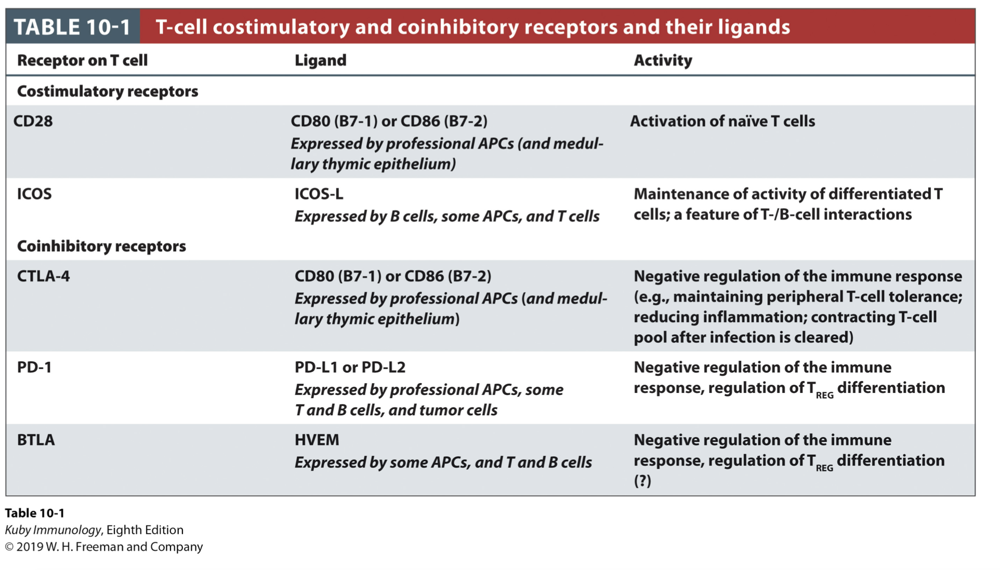 TABLE 10-1 T-cell costimulatory and coinhibitory receptors and their ligands
Receptor on T cell Ligand Activity
Costimulatory receptors
CD28 CD80 (B7-1) or CD86 (B7-2) Activation of naïve T cells
Expressed by professional APCs (and medul-
lary thymic epithelium)
ICOS ICOS-L Maintenance of activity of differentiated T
Expressed by B cells, some APCs, and T cells cells; a feature of T-/B-cell interactions
Coinhibitory receptors
CTLA-4 CD80 (B7-1) or CD86 (B7-2) Negative regulation of the immune response
Expressed by professional APCs (and medul- (e.g., maintaining peripheral T-cell tolerance;
lary thymic epithelium) reducing inflammation; contracting T-cell
pool after infection is cleared)
PD-1 PD-L1 or PD-L2 Negative regulation of the immune
Expressed by professional APCs, some response, regulation of TREG differentiation
T and B cells, and tumor cells
BTLA HVEM Negative regulation of the immune
Expressed by some APCs, and T and B cells response, regulation of TREG differentiation
(?)
Table 10-1
Kuby Immunology, Eighth Edition
© 2019 W. H. Freeman and Company